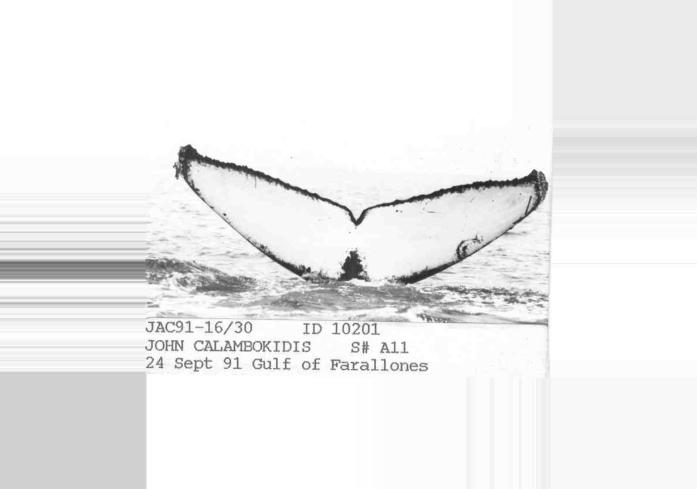 JAC91-16/30 ID 10201
JOHN CALAMBOKIDIS S# A11
24 Sept 91 Gulf of Farallones